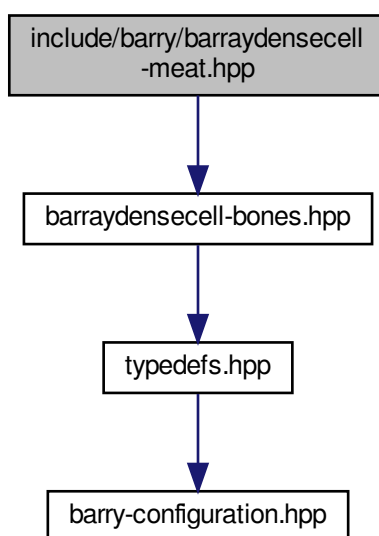 include/barry/barraydensecell
-meat.hpp
barraydensecell-bones.hpp
typedefs.hpp
barry-configuration.hpp